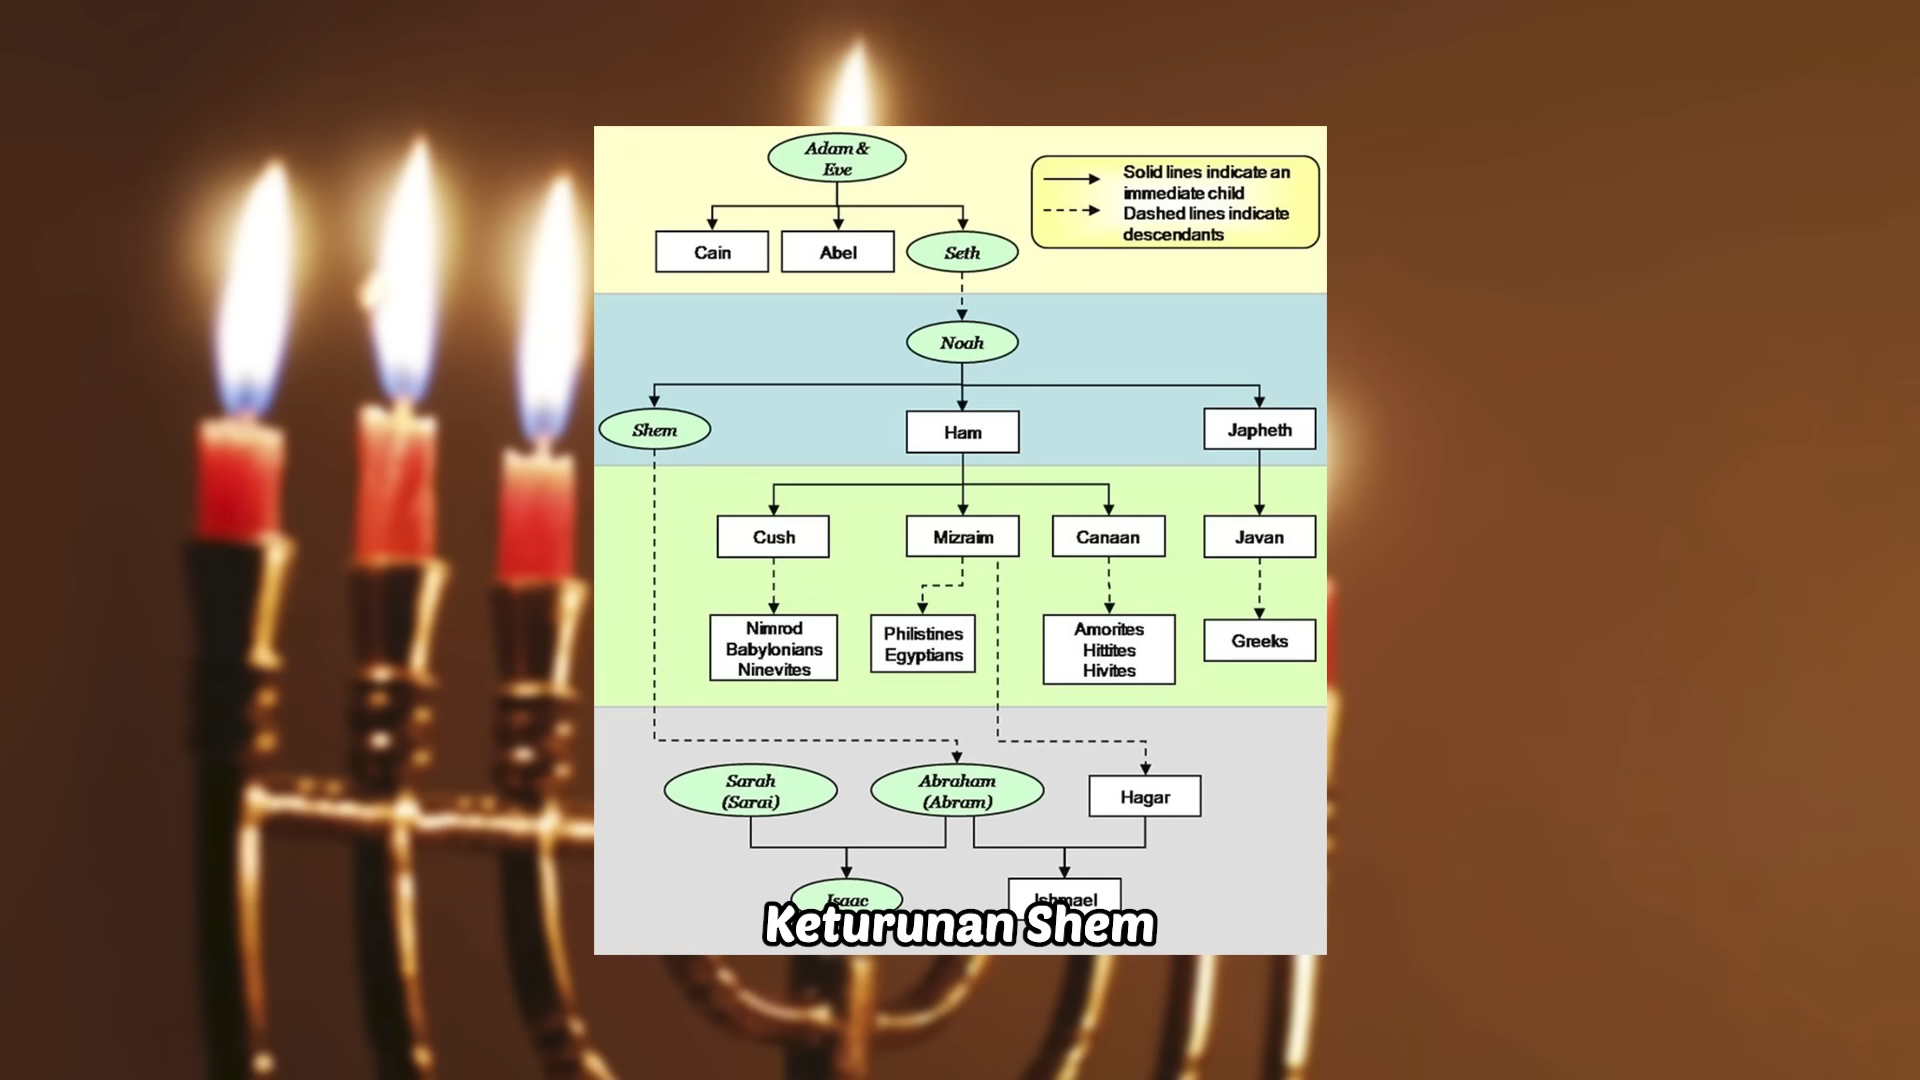 Adam &
Eve
Solid lines indicate an
immediate child
Dashed lines indicate
descendants
Cain
Abel
Seth
Noah
Shem
Ham
Japheth
Cush
Mizraim
Canaan
Javan
Nimrod
Babylonians
Ninevites
Philistines
Egyptians
Amorites
Hittites
Hivites
Greeks
Sarah
(Sarai)
Abraham
(Abram)
Hagar
Isaac
Ishmael
Keturunan Shem